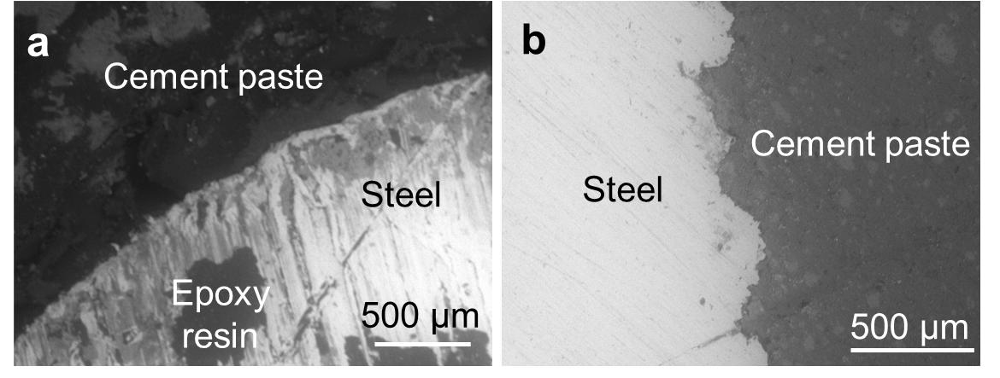 a
Cement paste
Steel
Epoxy
resin
500 µm
b
Cement paste
Steel
500 µm